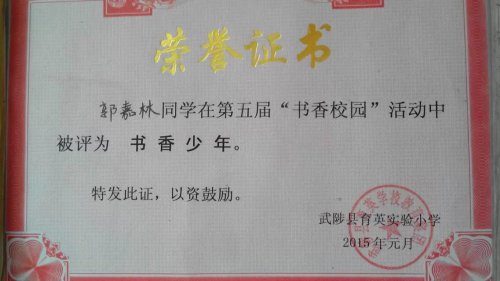 荣誉证书
郭嘉林同学在第五届“书香校园”活动中
被评为 书香少年。
特发此证，以资鼓励。
武陟县育英实验小学
2015年元月